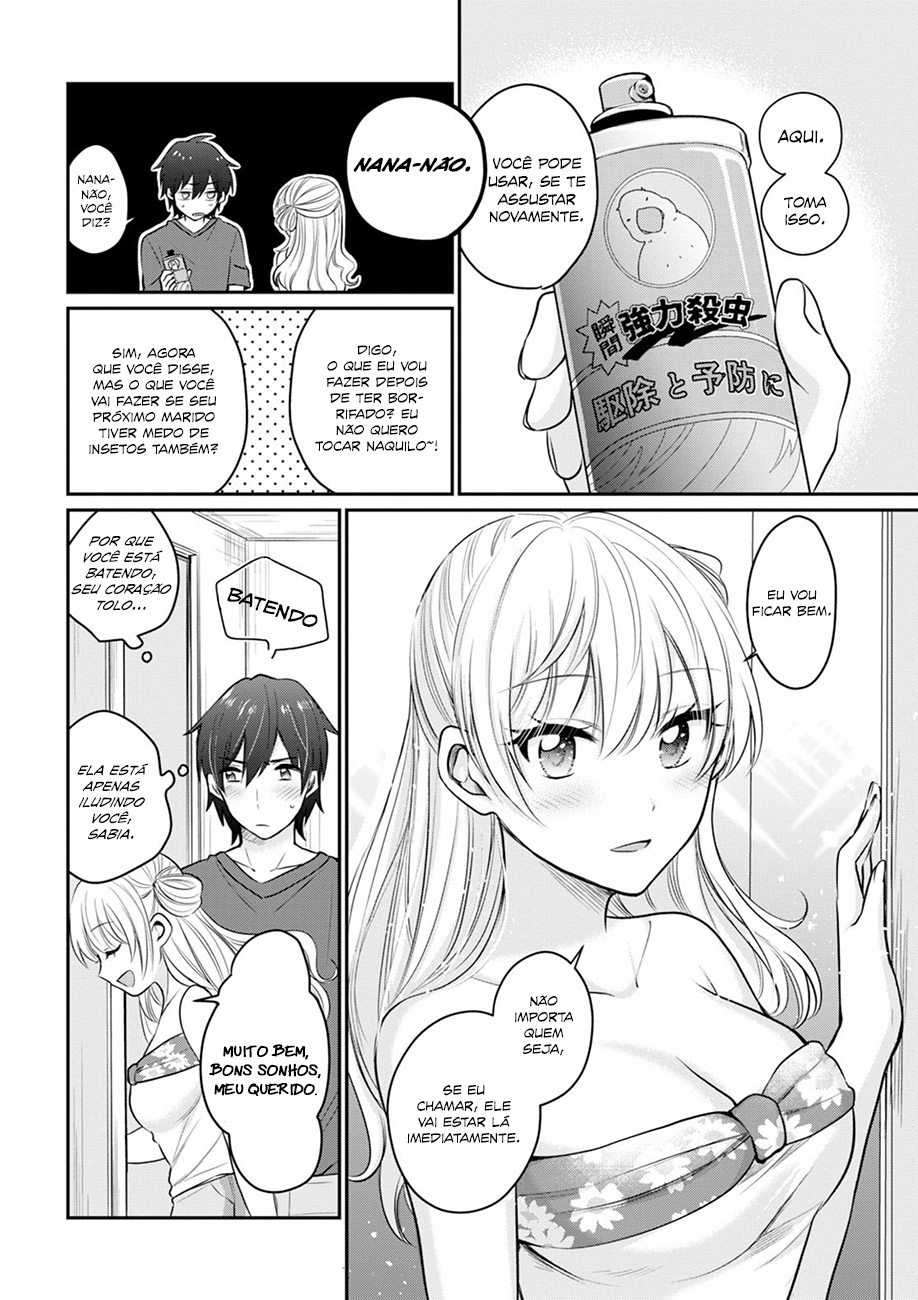 AQUI.
TOMA
ISSO.
VOCÊ PODE
USAR, SE TE
ASSUSTAR
NOVAMENTE.
瞬間
強力殺虫
駆除と予防に
NANA-NÃO.
NANA-
NÃO,
VOCÊ
DIZ?
DIGO,
O QUE EU VOU
FAZER DEPOIS
DE TER BOR-
RIFADO? EU
NÃO QUERO
TOCAR NAQUILO~!
SIM, AGORA
QUE VOCÊ DISSE,
MAS O QUE VOCÊ
VAI FAZER SE SEU
PRÓXIMO MARIDO
TIVER MEDO DE
INSETOS TAMBÉM?
EU VOU
FICAR BEM.
NÃO
IMPORTA
QUEM
SEJA,
SE EU
CHAMAR, ELE
VAI ESTAR LÁ
IMEDIATAMENTE.
BATENDO
POR QUE
VOCÊ ESTÁ
BATENDO,
SEU CORAÇÃO
TOLO...
ELA ESTÁ
APENAS
ILUDINDO
VOCÊ,
SABIA.
MUITO BEM,
BONS SONHOS,
MEU QUERIDO.